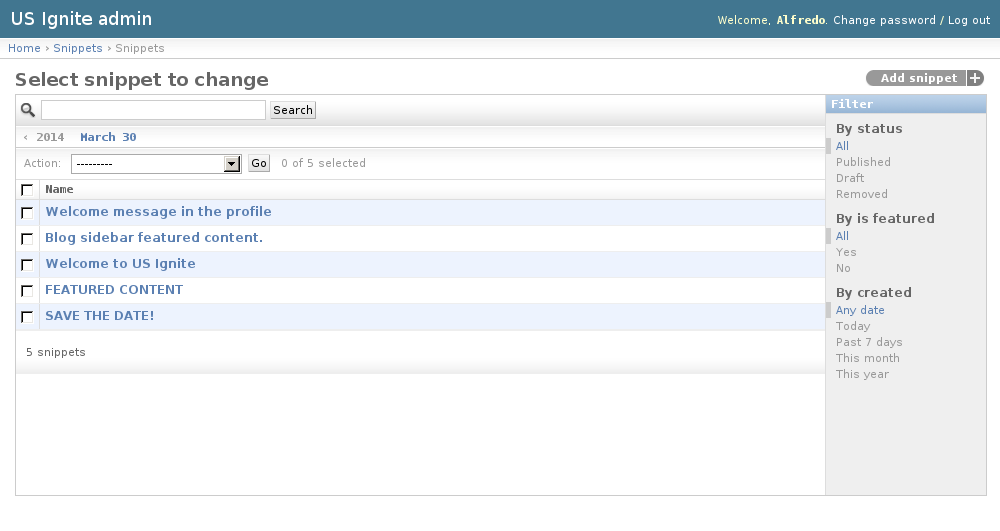 US Ignite admin
Welcome, Alfredo. Change password / Log out
Home › Snippets › Snippets
Select snippet to change
Add snippet +
Search
‹ 2014 March 30
Action: --------- Go 0 of 5 selected
Name
Welcome message in the profile
Blog sidebar featured content.
Welcome to US Ignite
FEATURED CONTENT
SAVE THE DATE!
5 snippets
Filter
By status
All
Published
Draft
Removed
By is featured
All
Yes
No
By created
Any date
Today
Past 7 days
This month
This year